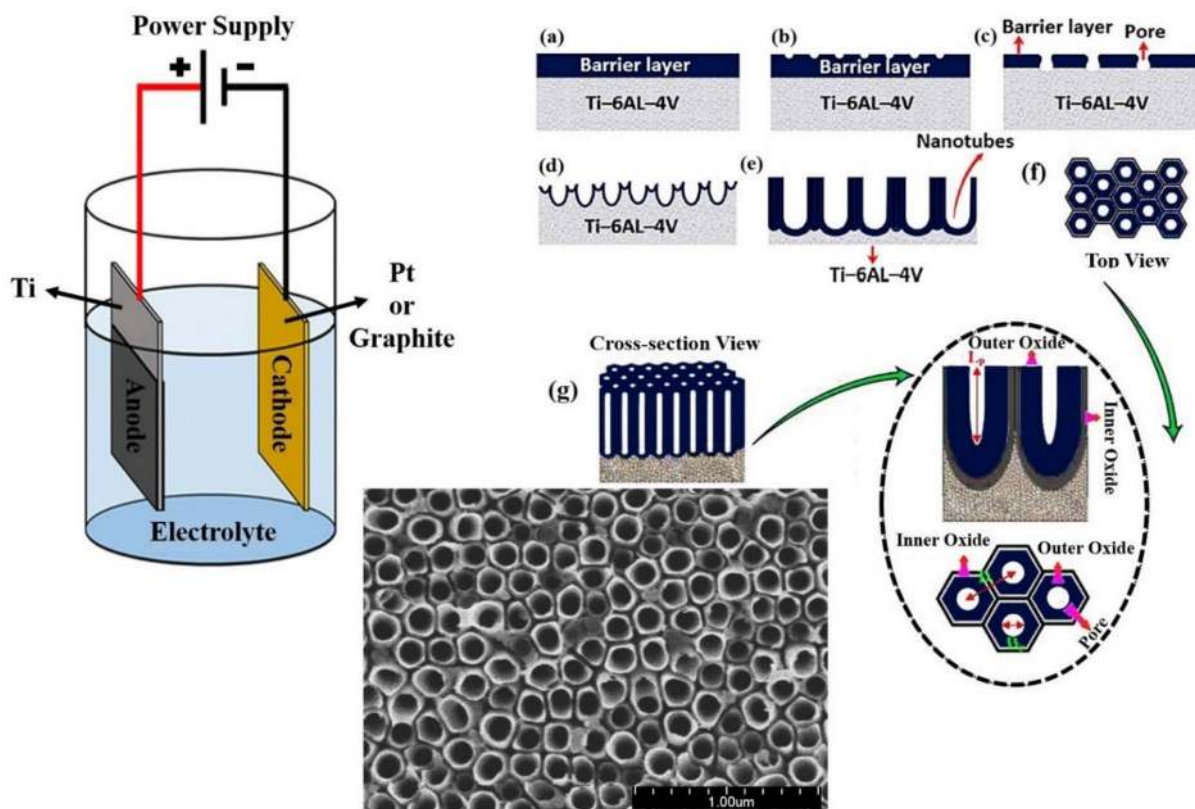 Power Supply
+
-
Ti
Pt
or
Graphite
Anode
Cathode
Electrolyte
(a)
Barrier layer
Ti–6AL–4V
(b)
Barrier layer
Ti–6AL–4V
(c)
Barrier layer
Pore
Ti–6AL–4V
(d)
Ti–6AL–4V
(e)
Nanotubes
Ti–6AL–4V
(f)
Top View
Cross-section View
(g)
Outer Oxide
Inner Oxide
Inner Oxide
Outer Oxide
Pore
1.00um